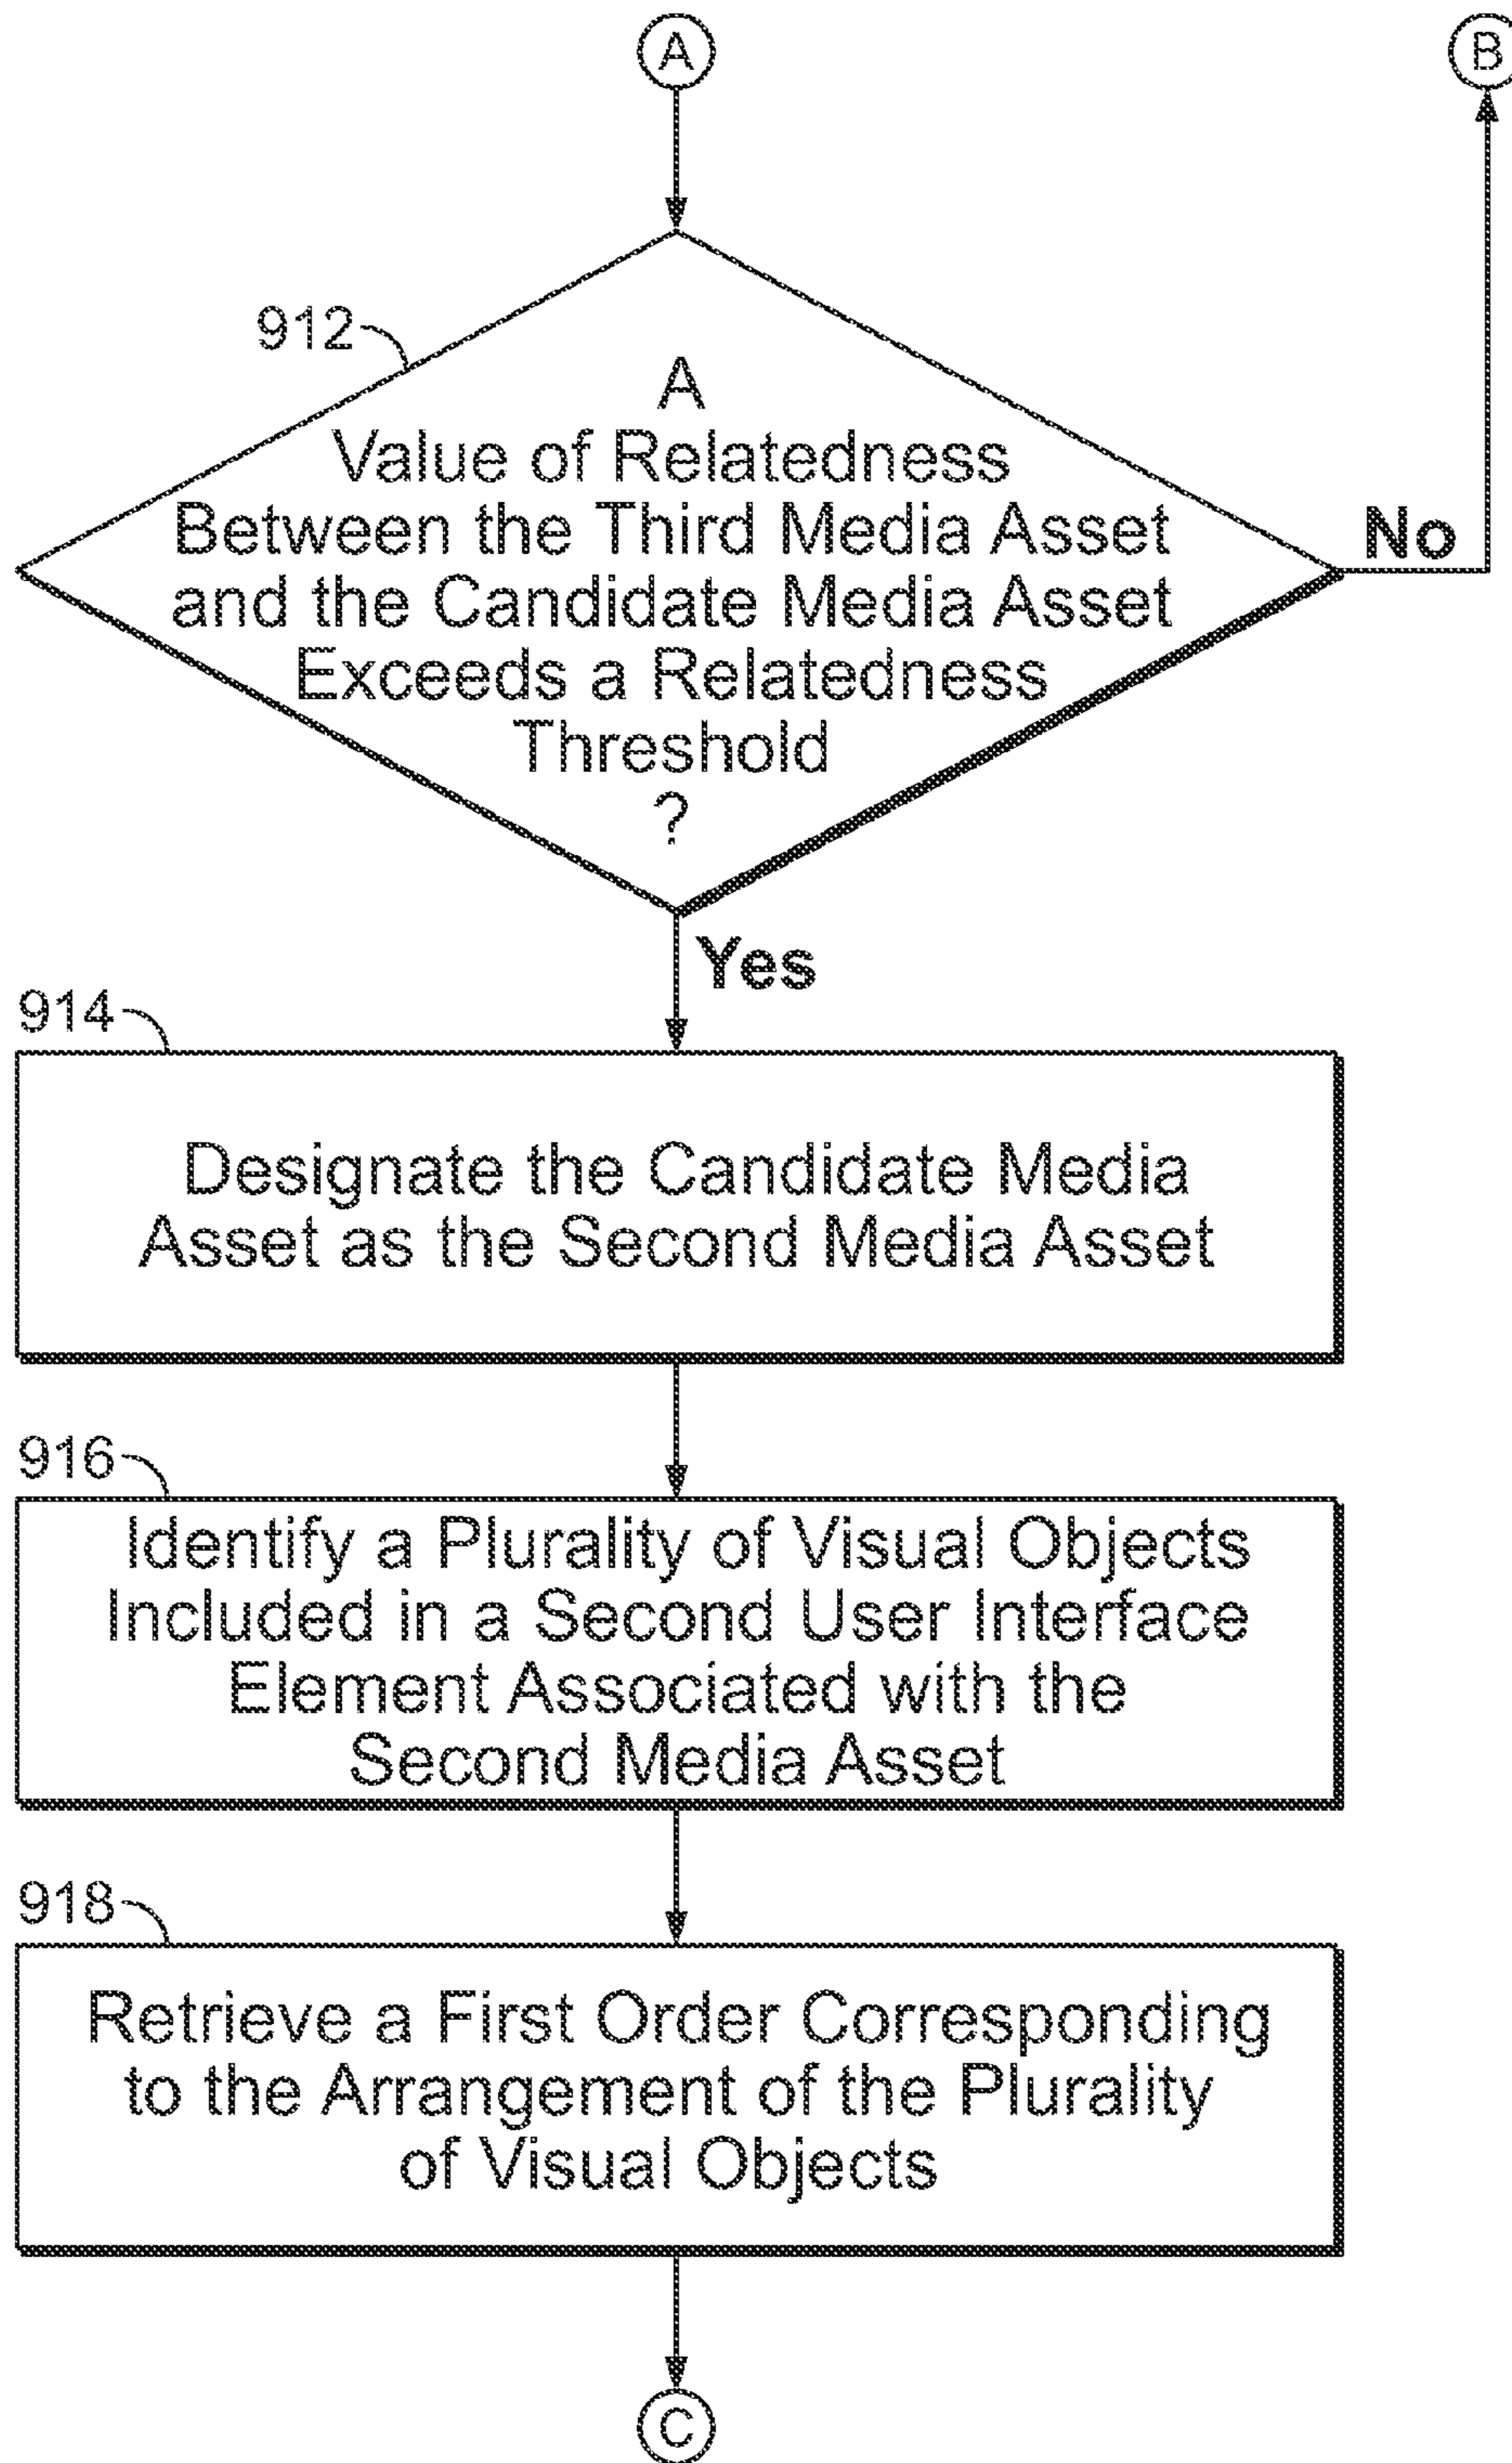 A
B
912
A
Value of Relatedness
Between the Third Media Asset
and the Candidate Media Asset
Exceeds a Relatedness
Threshold
?
No
Yes
914
Designate the Candidate Media
Asset as the Second Media Asset
916
Identify a Plurality of Visual Objects
Included in a Second User Interface
Element Associated with the
Second Media Asset
918
Retrieve a First Order Corresponding
to the Arrangement of the Plurality
of Visual Objects
C